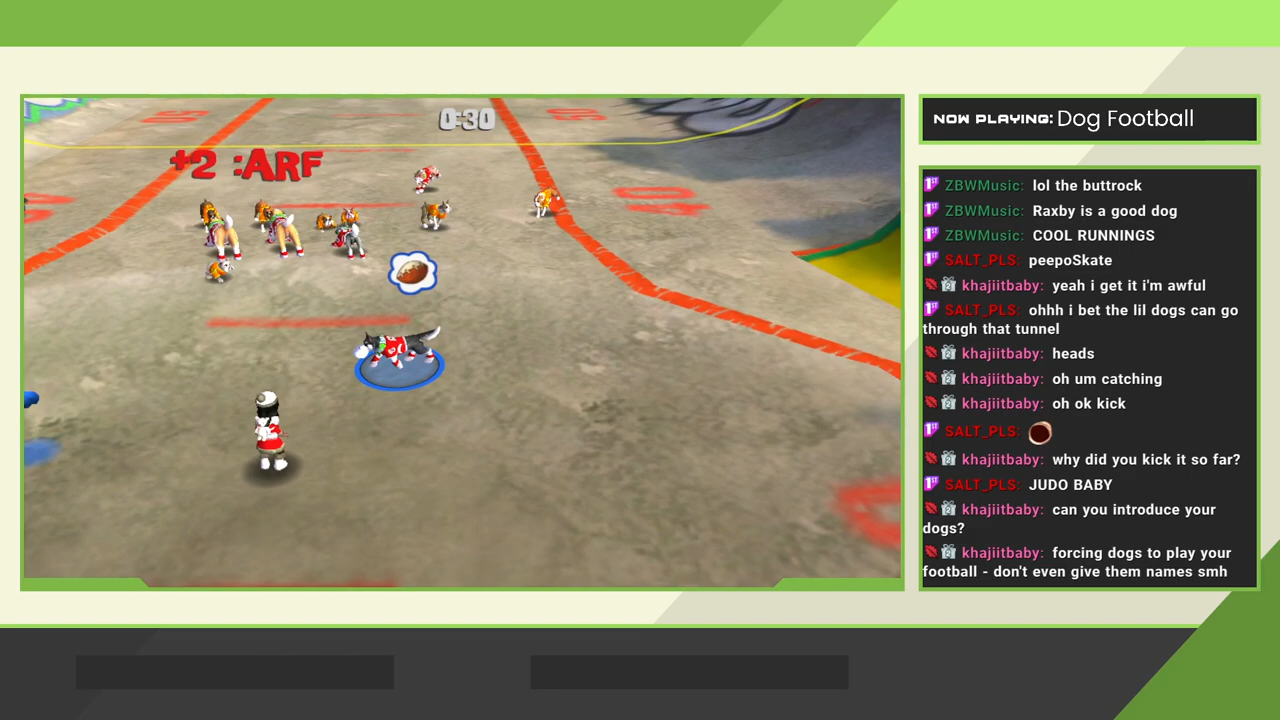 0:30
+2 :ARF
50
50
40
NOW PLAYING: Dog Football
ZBWMusic: lol the buttrock
ZBWMusic: Raxby is a good dog
ZBWMusic: COOL RUNNINGS
SALT_PLS: peepoSkate
khajiitbaby: yeah i get it i'm awful
SALT_PLS: ohhh i bet the lil dogs can go
through that tunnel
khajiitbaby: heads
khajiitbaby: oh um catching
khajiitbaby: oh ok kick
SALT_PLS:
khajiitbaby: why did you kick it so far?
SALT_PLS: JUDO BABY
khajiitbaby: can you introduce your
dogs?
khajiitbaby: forcing dogs to play your
football - don't even give them names smh